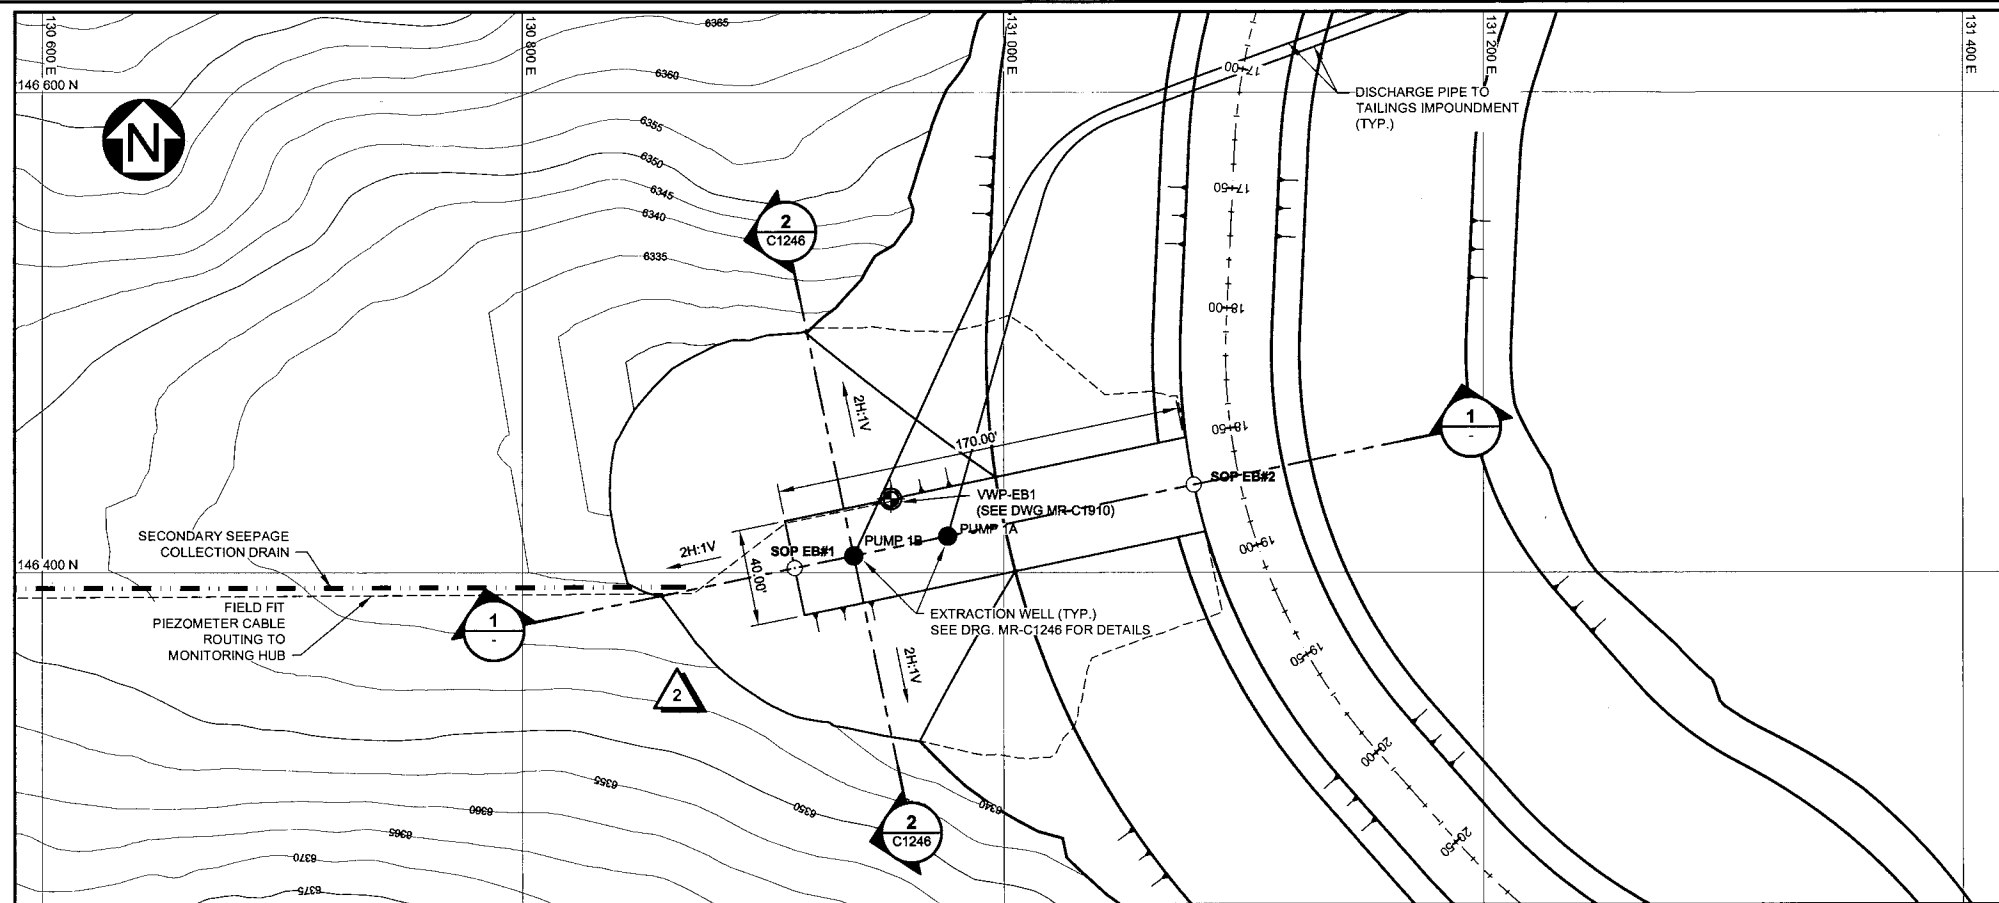 130 600 E
130 800 E
131 000 E
131 200 E
131 400 E
146 600 N
N
6365
6360
6355
6350
6345
6340
6335
17+00
DISCHARGE PIPE TO
TAILINGS IMPOUNDMENT
(TYP.)
17+50
2
C1246
18+00
2H:1V
18+50
170.00'
1
-
SOP EB#2
VWP-EB1
(SEE DWG MR-C1910)
PUMP 1A
PUMP 1B
SOP EB#1
2H:1V
40.00'
19+00
SECONDARY SEEPAGE
COLLECTION DRAIN
146 400 N
FIELD FIT
PIEZOMETER CABLE
ROUTING TO
MONITORING HUB
1
-
EXTRACTION WELL (TYP.)
SEE DRG. MR-C1246 FOR DETAILS
2H:1V
19+50
2
20+00
6355
6360
6350
6340
6365
2
C1246
20+50
6370
6375